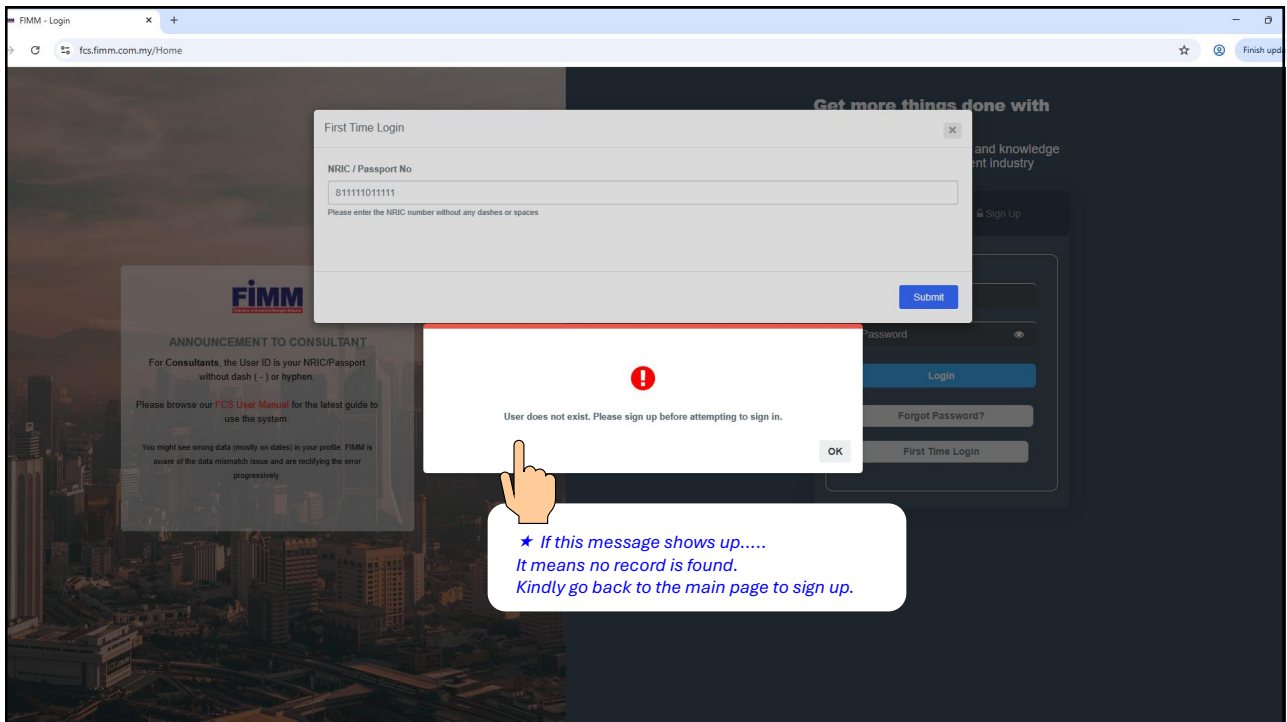 FIMM - Login
fcs.fimm.com.my/Home
Get more things done with
First Time Login
and knowledge
NRIC / Passport No
811111011111
Please enter the NRIC number without any dashes or spaces
Sign Up
Submit
FiMM
ANNOUNCEMENT TO CONSULTANT
For Consultants, the User ID is your NRIC/Passport
without dash ( - ) or hyphen.
Please browse our FCS User Manual for the latest guide to
use the system.
You might see wrong data (mostly on dates) in your profile. FIMM is
aware of the data mismatch issue and are rectifying the error
progressively.
User does not exist. Please sign up before attempting to sign in.
OK
Password
Login
Forgot Password?
First Time Login
★ If this message shows up.....
It means no record is found.
Kindly go back to the main page to sign up.